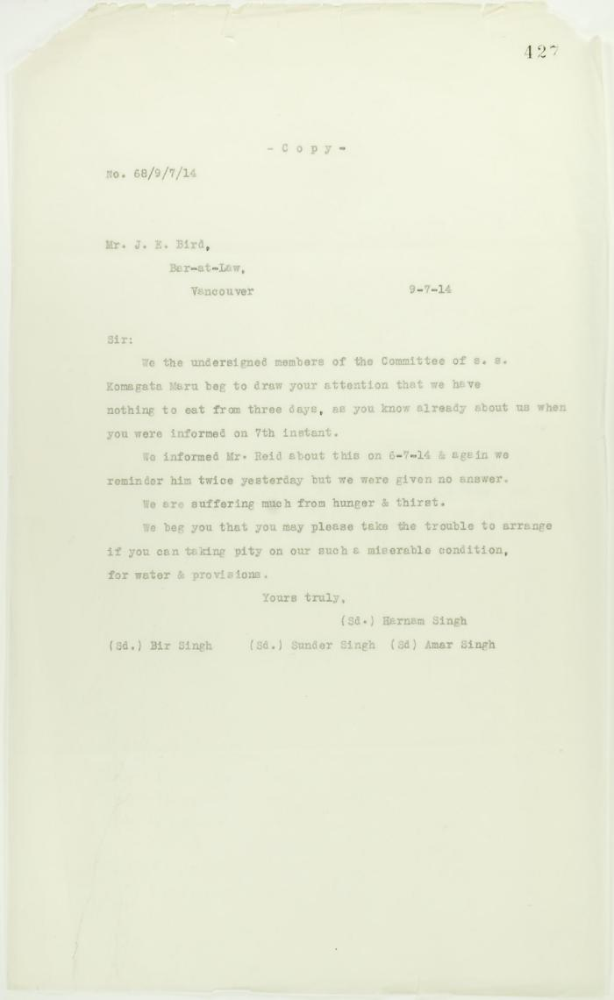 427
- C o p y -
No. 68/9/7/14
Mr. J. E. Bird,
Bar-at-Law,
Vancouver 9-7-14
Sir:
We the undersigned members of the Committee of s. s.
Komagata Maru beg to draw your attention that we have
nothing to eat from three days, as you know already about us when
you were informed on 7th instant.
We informed Mr. Reid about this on 6-7-14 & again we
reminder him twice yesterday but we were given no answer.
We are suffering much from hunger & thirst.
We beg you that you may please take the trouble to arrange
if you can taking pity on our such a miserable condition,
for water & provisions.
Yours truly,
(Sd.) Harnam Singh
(Sd.) Bir Singh (Sd.) Sunder Singh (Sd) Amar Singh